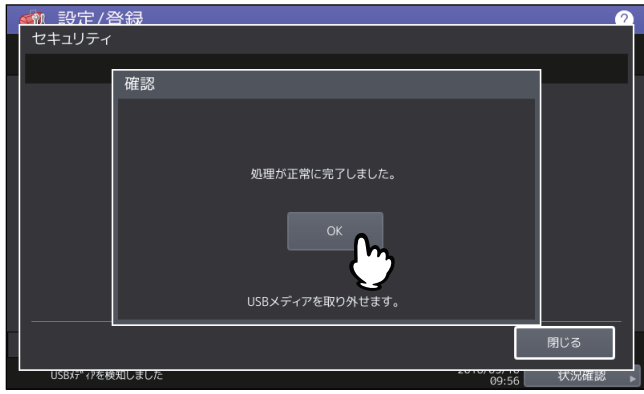 設定/登録
?
セキュリティ
確認
処理が正常に完了しました。
OK
USBメディアを取り外せます。
閉じる
USBﾒﾃﾞｨｱを検知しました
09:56
状況確認